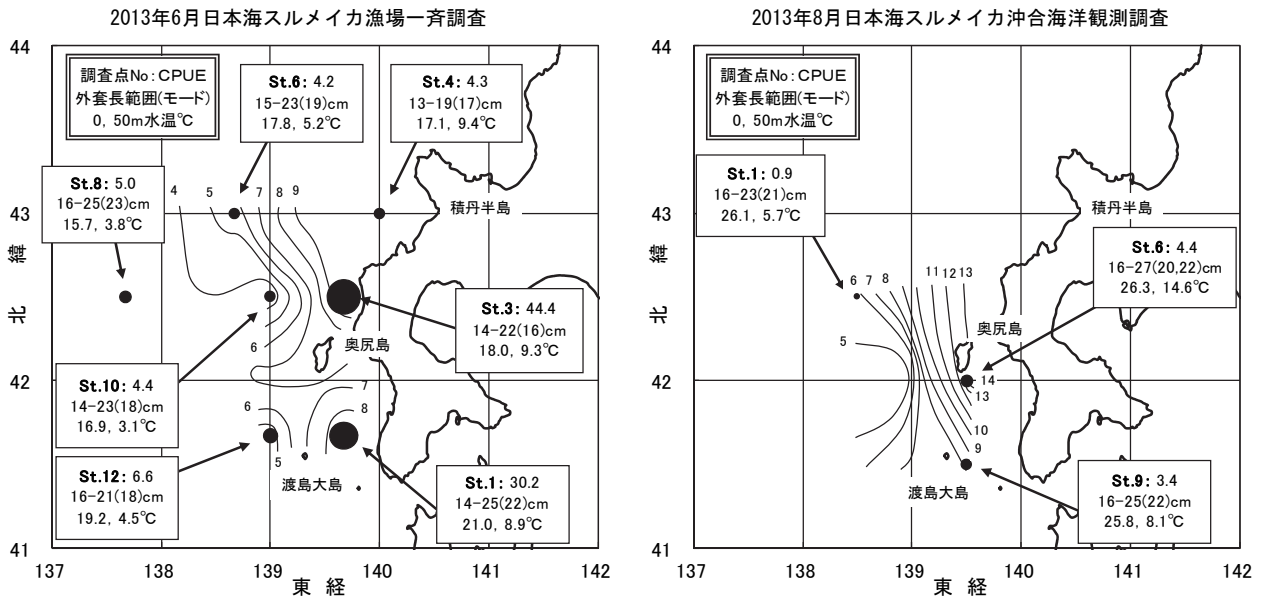 2013年6月日本海スルメイカ漁場一斉調査
44
調査点No:CPUE
外套長範囲(モード)
0, 50m水温℃
St.6: 4.2
15-23(19)cm
17.8, 5.2℃
St.4: 4.3
13-19(17)cm
17.1, 9.4℃
St.8: 5.0
16-25(23)cm
15.7, 3.8℃
4
5
7
8
9
43
積丹半島
北 緯
St.3: 44.4
14-22(16)cm
18.0, 9.3℃
奥尻島
6
42
St.10: 4.4
14-23(18)cm
16.9, 3.1℃
7
6
8
5
St.12: 6.6
16-21(18)cm
19.2, 4.5℃
渡島大島
St.1: 30.2
14-25(22)cm
21.0, 8.9℃
41
137
138
139
140
141
142
東 経
2013年8月日本海スルメイカ沖合海洋観測調査
44
調査点No:CPUE
外套長範囲(モード)
0, 50m水温℃
St.1: 0.9
16-23(21)cm
26.1, 5.7℃
43
積丹半島
北 緯
St.6: 4.4
16-27(20,22)cm
26.3, 14.6℃
6
7
8
11
12
13
奥尻島
5
42
14
13
10
9
渡島大島
St.9: 3.4
16-25(22)cm
25.8, 8.1℃
41
137
138
139
140
141
142
東 経